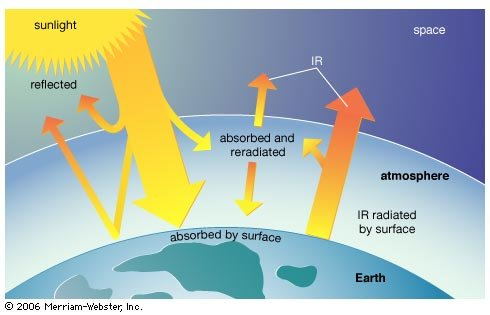 sunlight
space
IR
reflected
absorbed and
reradiated
atmosphere
IR radiated
by surface
absorbed by surface
Earth
© 2006 Merriam-Webster, Inc.